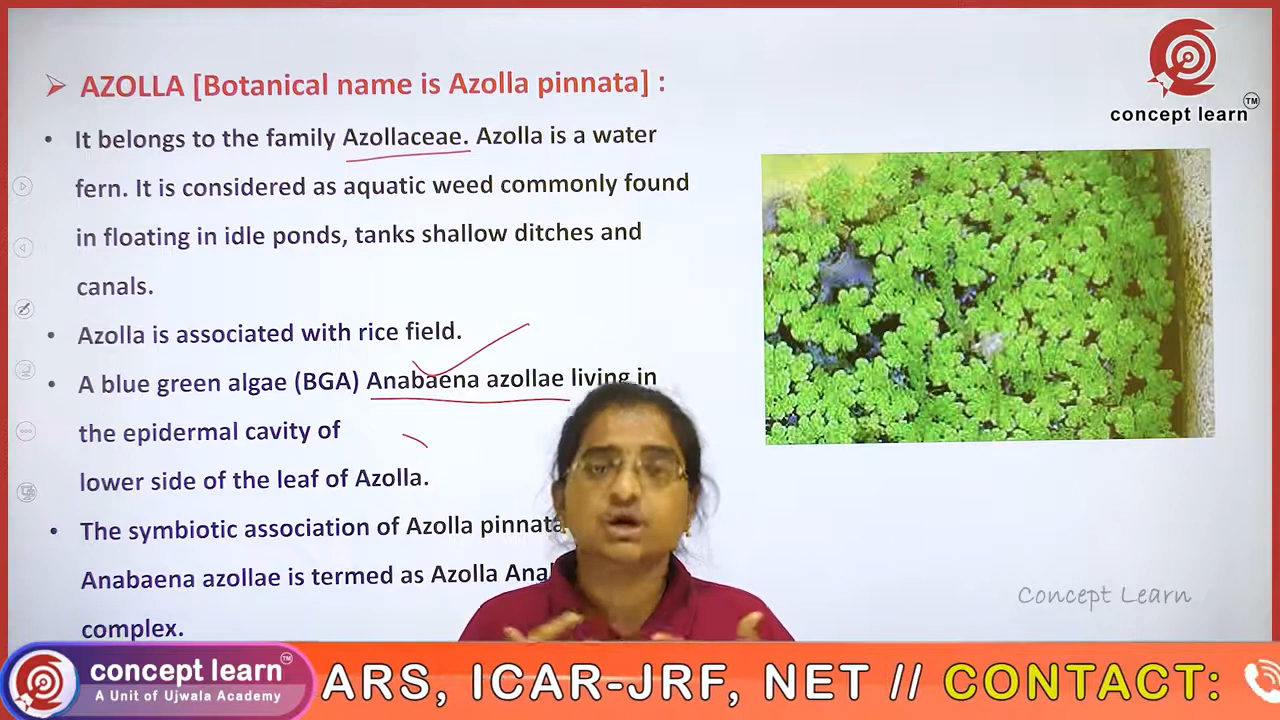 ➢ AZOLLA [Botanical name is Azolla pinnata] :
• It belongs to the family Azollaceae. Azolla is a water
fern. It is considered as aquatic weed commonly found
in floating in idle ponds, tanks shallow ditches and
canals.
• Azolla is associated with rice field.
• A blue green algae (BGA) Anabaena azollae living in
the epidermal cavity of
lower side of the leaf of Azolla.
• The symbiotic association of Azolla pinnata
Anabaena azollae is termed as Azolla
complex.
concept learn TM
Concept Learn
concept learn TM
A Unit of Ujwala Academy
ARS, ICAR-JRF, NET // CONTACT: